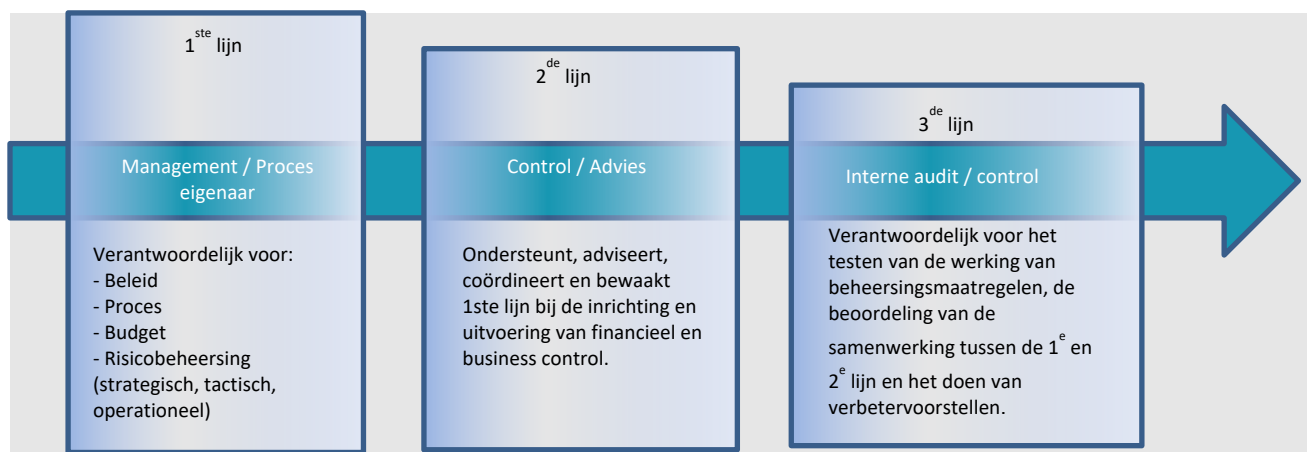 1ste lijn
Management / Proces
eigenaar
Verantwoordelijk voor:
- Beleid
- Proces
- Budget
- Risicobeheersing
(strategisch, tactisch,
operationeel)
2de lijn
Control / Advies
Ondersteunt, adviseert,
coördineert en bewaakt
1ste lijn bij de inrichting en
uitvoering van financieel en
business control.
3de lijn
Interne audit / control
Verantwoordelijk voor het
testen van de werking van
beheersingsmaatregelen, de
beoordeling van de
samenwerking tussen de 1e en
2e lijn en het doen van
verbetervoorstellen.